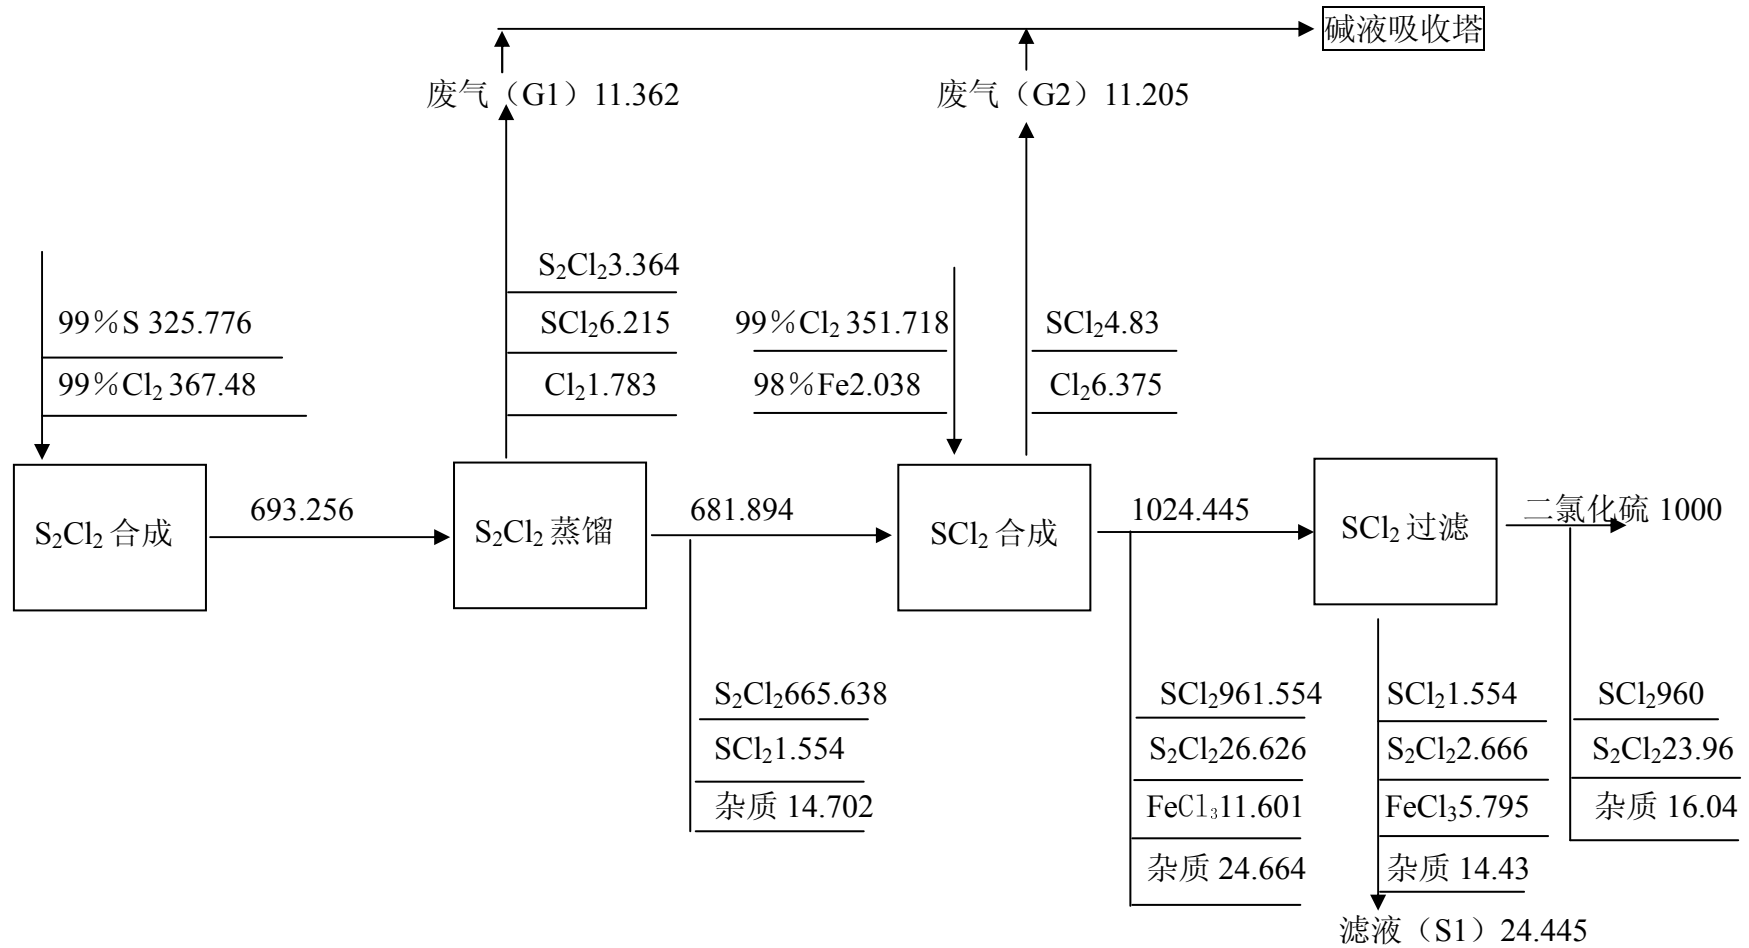 碱液吸收塔
废气（G1）11.362
废气（G2）11.205
S₂Cl₂3.364
SCl₂6.215
Cl₂1.783
99％S 325.776
99％Cl₂ 367.48
99％Cl₂ 351.718
98％Fe2.038
SCl₂4.83
Cl₂6.375
S₂Cl₂ 合成
693.256
S₂Cl₂ 蒸馏
681.894
SCl₂ 合成
1024.445
SCl₂ 过滤
二氯化硫 1000
S₂Cl₂665.638
SCl₂1.554
杂质 14.702
SCl₂961.554
S₂Cl₂26.626
FeCl₃11.601
杂质 24.664
SCl₂1.554
S₂Cl₂2.666
FeCl₃5.795
杂质 14.43
滤液（S1）24.445
SCl₂960
S₂Cl₂23.96
杂质 16.04